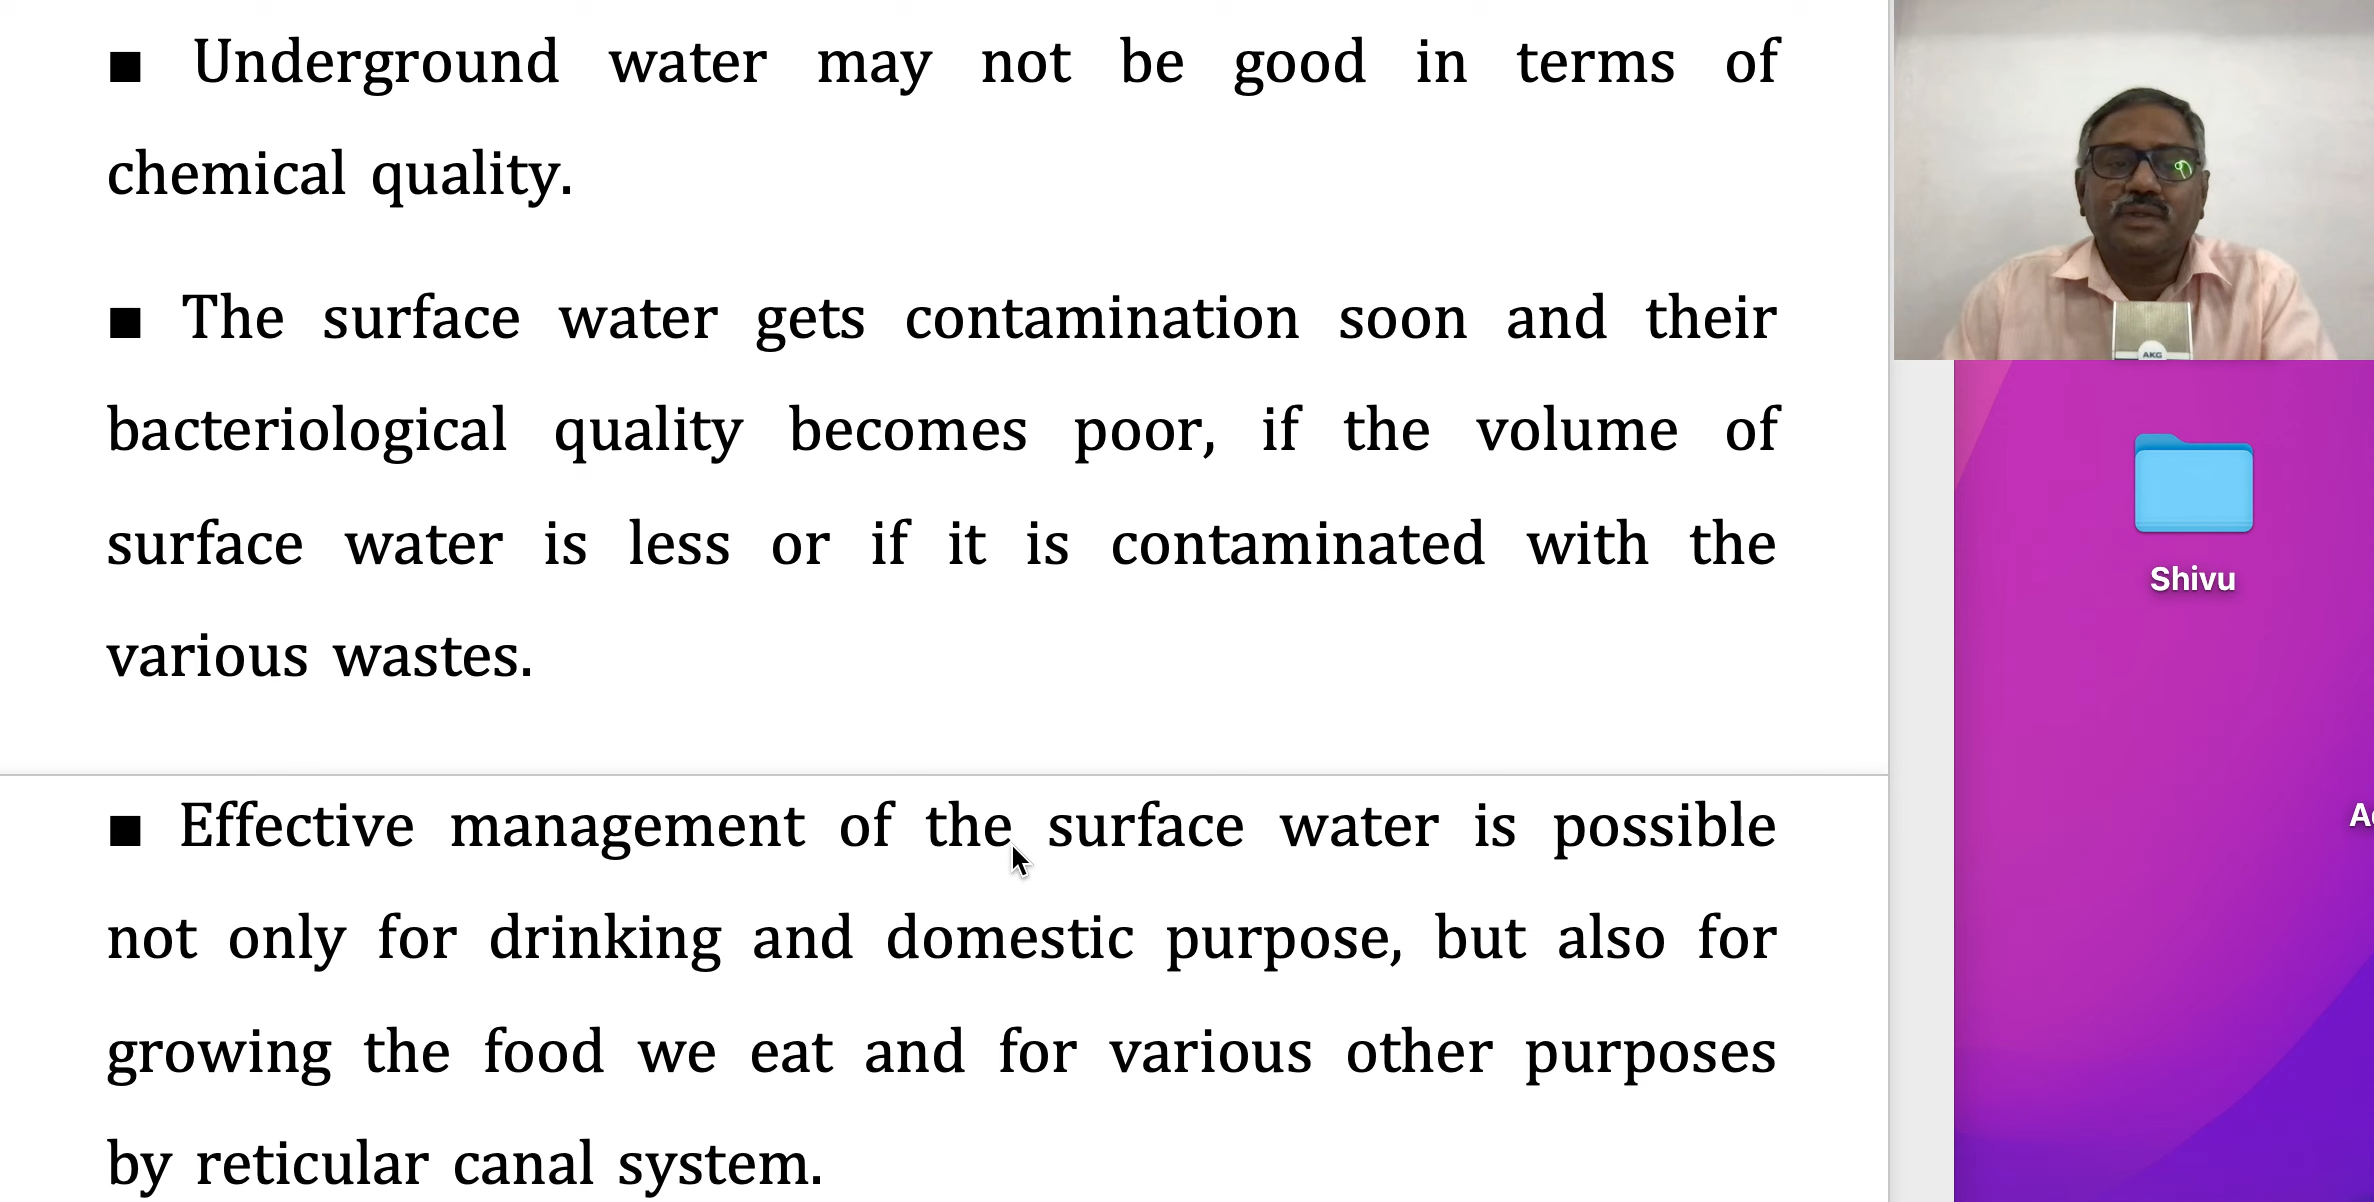 ■ Underground water may not be good in terms of
chemical quality.
■ The surface water gets contamination soon and their
bacteriological quality becomes poor, if the volume of
surface water is less or if it is contaminated with the
various wastes.
■ Effective management of the surface water is possible
not only for drinking and domestic purpose, but also for
growing the food we eat and for various other purposes
by reticular canal system.
AKG
Shivu